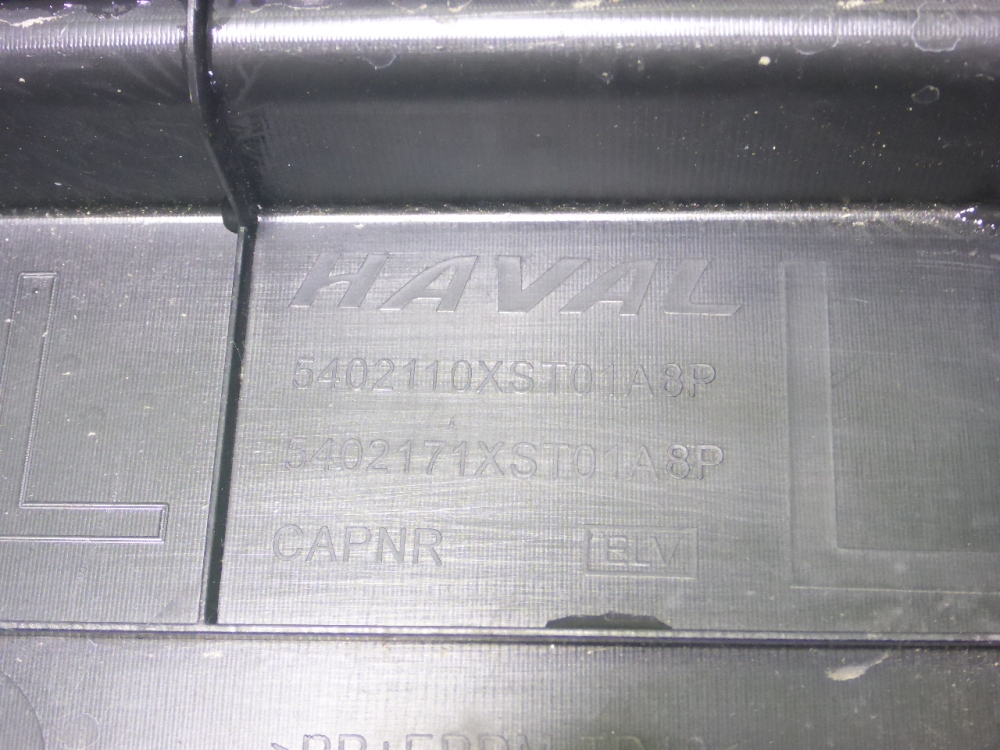 L
HAVAL
5402110XST01A8P
5402171XST01A8P
CAPNR ELV
L